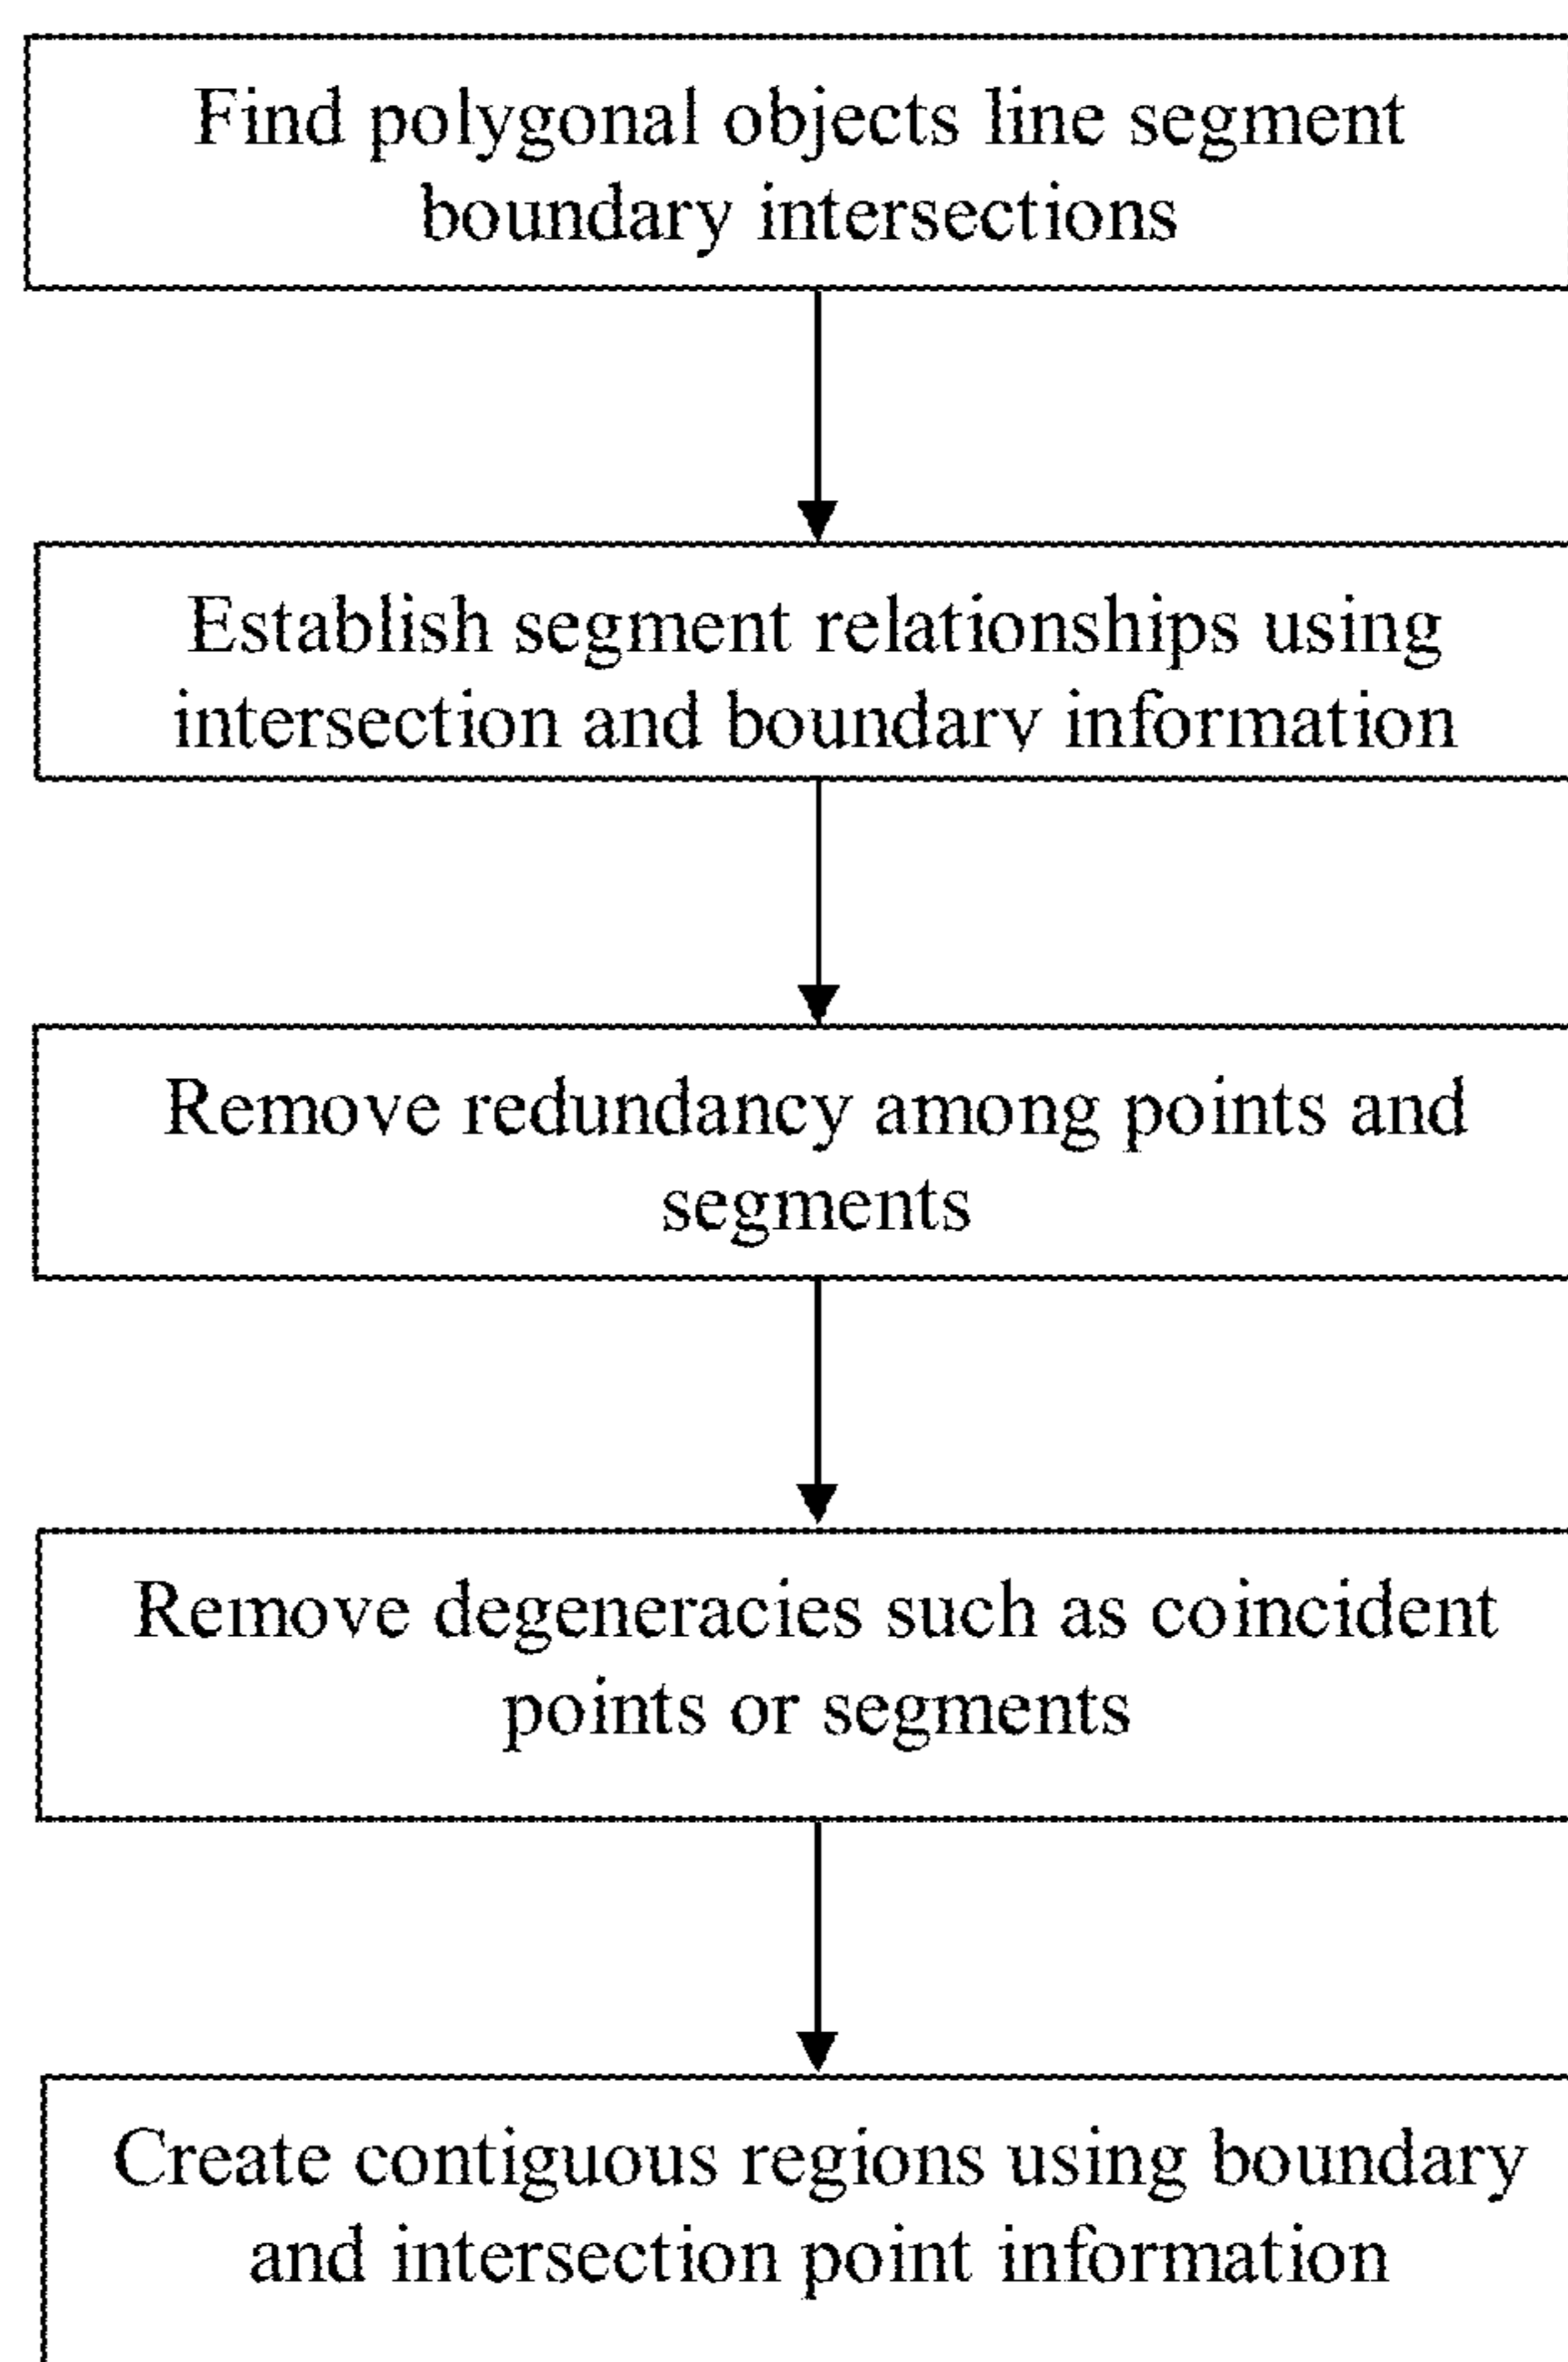 Find polygonal objects line segment
boundary intersections
Establish segment relationships using
intersection and boundary information
Remove redundancy among points and
segments
Remove degeneracies such as coincident
points or segments
Create contiguous regions using boundary
and intersection point information